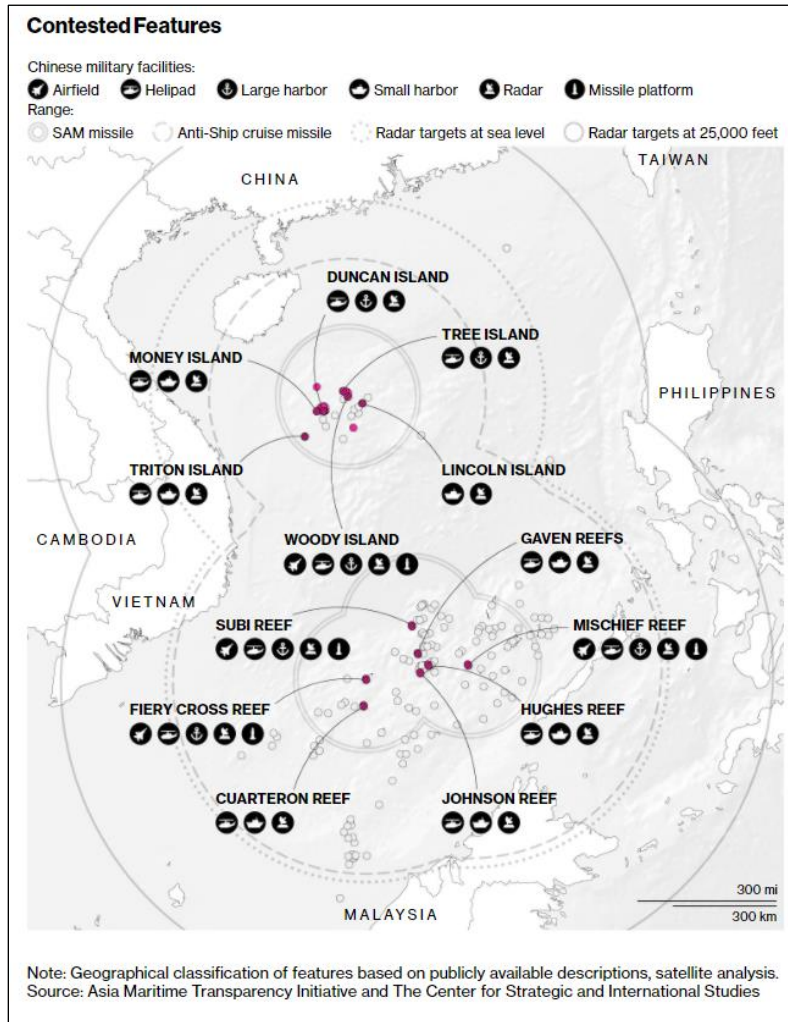 Contested Features
Chinese military facilities:
Airfield Helipad Large harbor Small harbor Radar Missile platform
Range:
SAM missile Anti-Ship cruise missile Radar targets at sea level Radar targets at 25,000 feet
TAIWAN
CHINA
DUNCAN ISLAND
TREE ISLAND
MONEY ISLAND
PHILIPPINES
TRITON ISLAND
LINCOLN ISLAND
WOODY ISLAND
GAVEN REEFS
CAMBODIA
VIETNAM
SUBI REEF
MISCHIEF REEF
FIERY CROSS REEF
HUGHES REEF
CUARTERON REEF
JOHNSON REEF
300 mi
300 km
MALAYSIA
Note: Geographical classification of features based on publicly available descriptions, satellite analysis.
Source: Asia Maritime Transparency Initiative and The Center for Strategic and International Studies